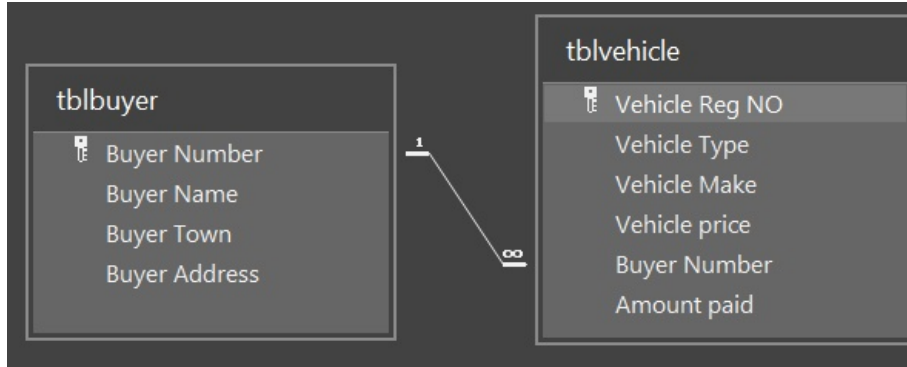 tblbuyer
Buyer Number
Buyer Name
Buyer Town
Buyer Address
1
∞
tblvehicle
Vehicle Reg NO
Vehicle Type
Vehicle Make
Vehicle price
Buyer Number
Amount paid